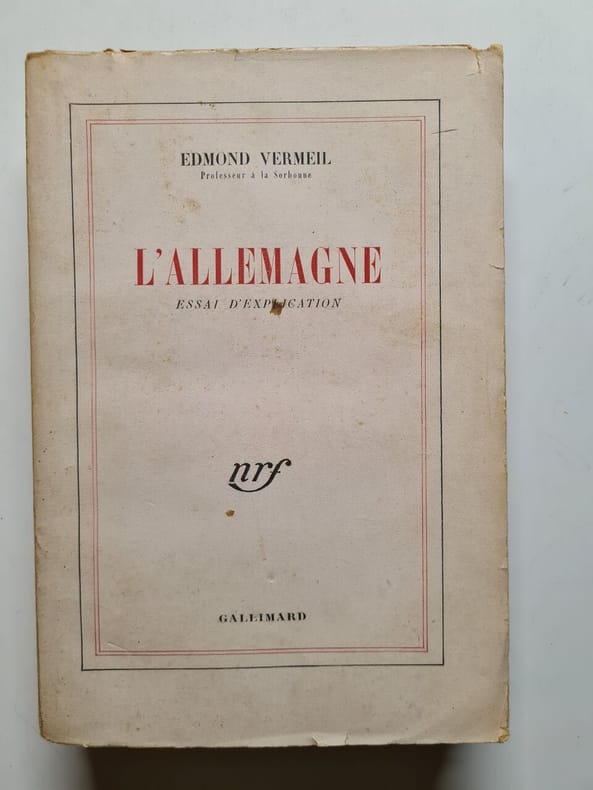 EDMOND VERMEIL
Professeur à la Sorbonne
L'ALLEMAGNE
ESSAI D'EXPLICATION
nrf
GALLIMARD